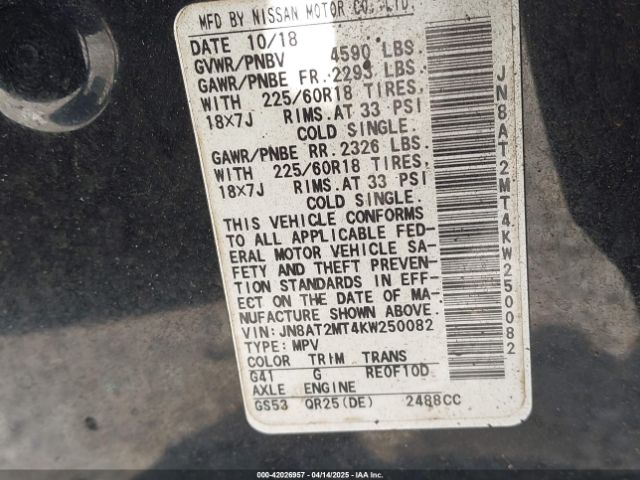 MFD BY NISSAN MOTOR CO., LTD.
DATE 10/18
GVWR/PNBV 4590 LBS.
GAWR/PNBE FR. 2293 LBS.
WITH 225/60R18 TIRES,
18X7J RIMS.AT 33 PSI
COLD SINGLE.
GAWR/PNBE RR. 2326 LBS.
WITH 225/60R18 TIRES,
18X7J RIMS.AT 33 PSI
COLD SINGLE.
THIS VEHICLE CONFORMS
TO ALL APPLICABLE FED-
ERAL MOTOR VEHICLE SA-
FETY AND THEFT PREVEN-
TION STANDARDS IN EFF-
ECT ON THE DATE OF MA-
NUFACTURE SHOWN ABOVE.
VIN: JN8AT2MT4KW250082
TYPE: MPV
COLOR TRIM TRANS
G41 G RE0F10D
AXLE ENGINE
GS53 QR25(DE) 2488CC
JN8AT2MT4KW250082
000-42026957 - 04/14/2025 - IAAI.COM